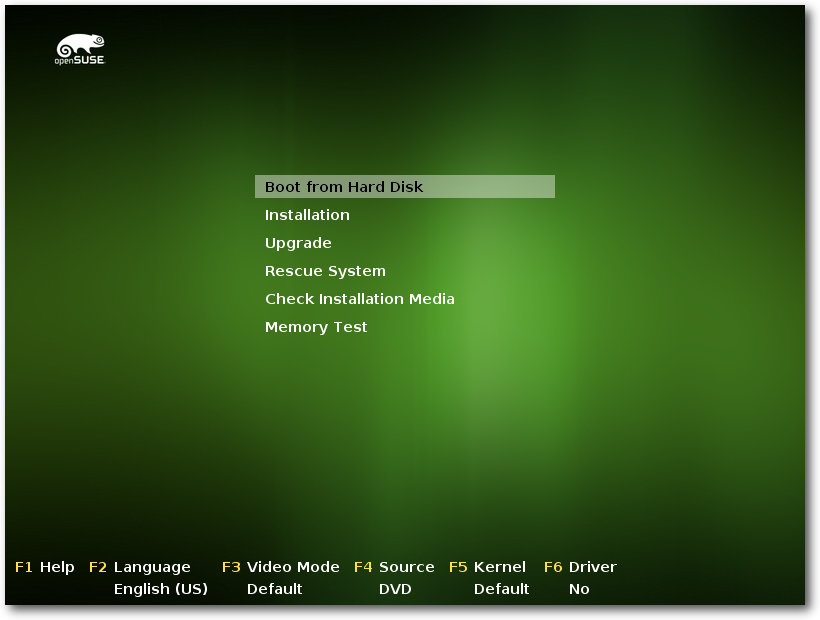 openSUSE
Boot from Hard Disk
Installation
Upgrade
Rescue System
Check Installation Media
Memory Test
F1 Help F2 Language F3 Video Mode F4 Source F5 Kernel F6 Driver
English (US) Default DVD Default No